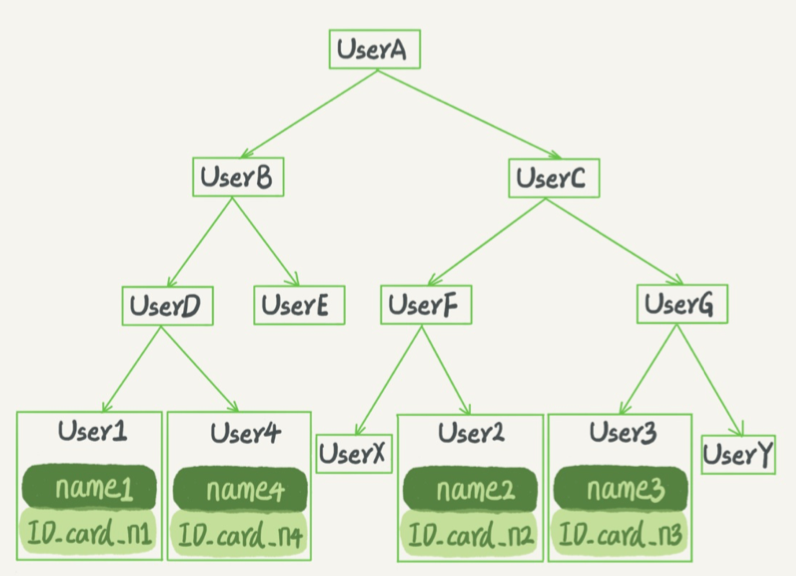 UserA
UserB
UserC
UserD
UserE
UserF
UserG
User1
User4
UserX
User2
User3
UserY
name1
name4
name2
name3
ID_card_n1
ID_card_n4
ID_card_n2
ID_card_n3